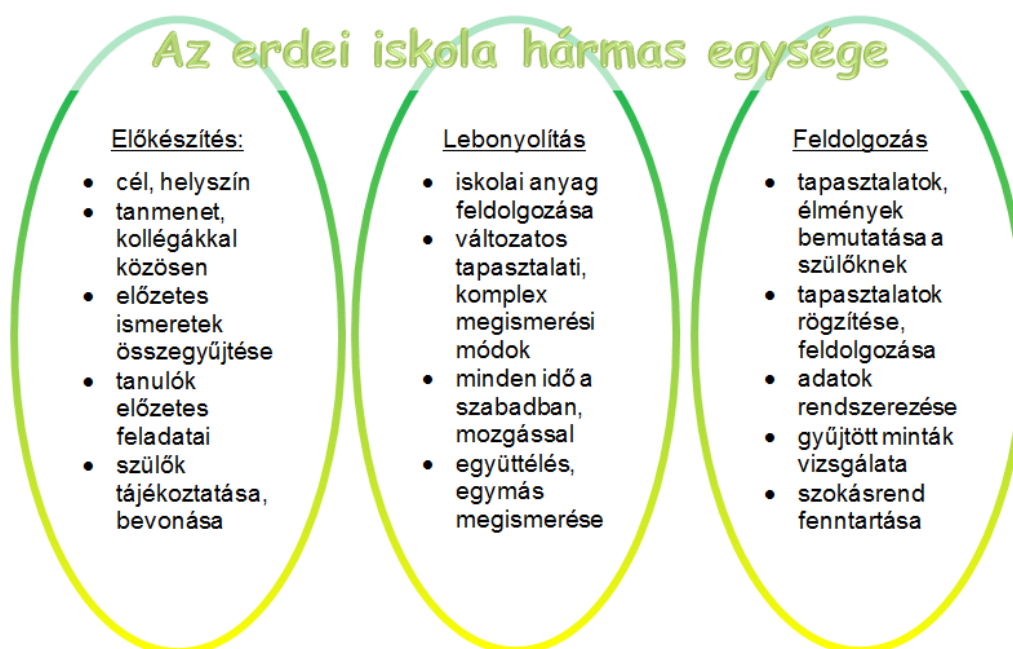 Az erdei iskola hármas egysége
Előkészítés:
• cél, helyszín
• tanmenet,
kollégákkal
közösen
• előzetes
ismeretek
összegyűjtése
• tanulók
előzetes
feladatai
• szülők
tájékoztatása,
bevonása
Lebonyolítás
• iskolai anyag
feldolgozása
• változatos
tapasztalati,
komplex
megismerési
módok
• minden idő a
szabadban,
mozgással
• együttélés,
egymás
megismerése
Feldolgozás
• tapasztalatok,
élmények
bemutatása a
szülőknek
• tapasztalatok
rögzítése,
feldolgozása
• adatok
rendszerezése
• gyűjtött minták
vizsgálata
• szokásrend
fenntartása